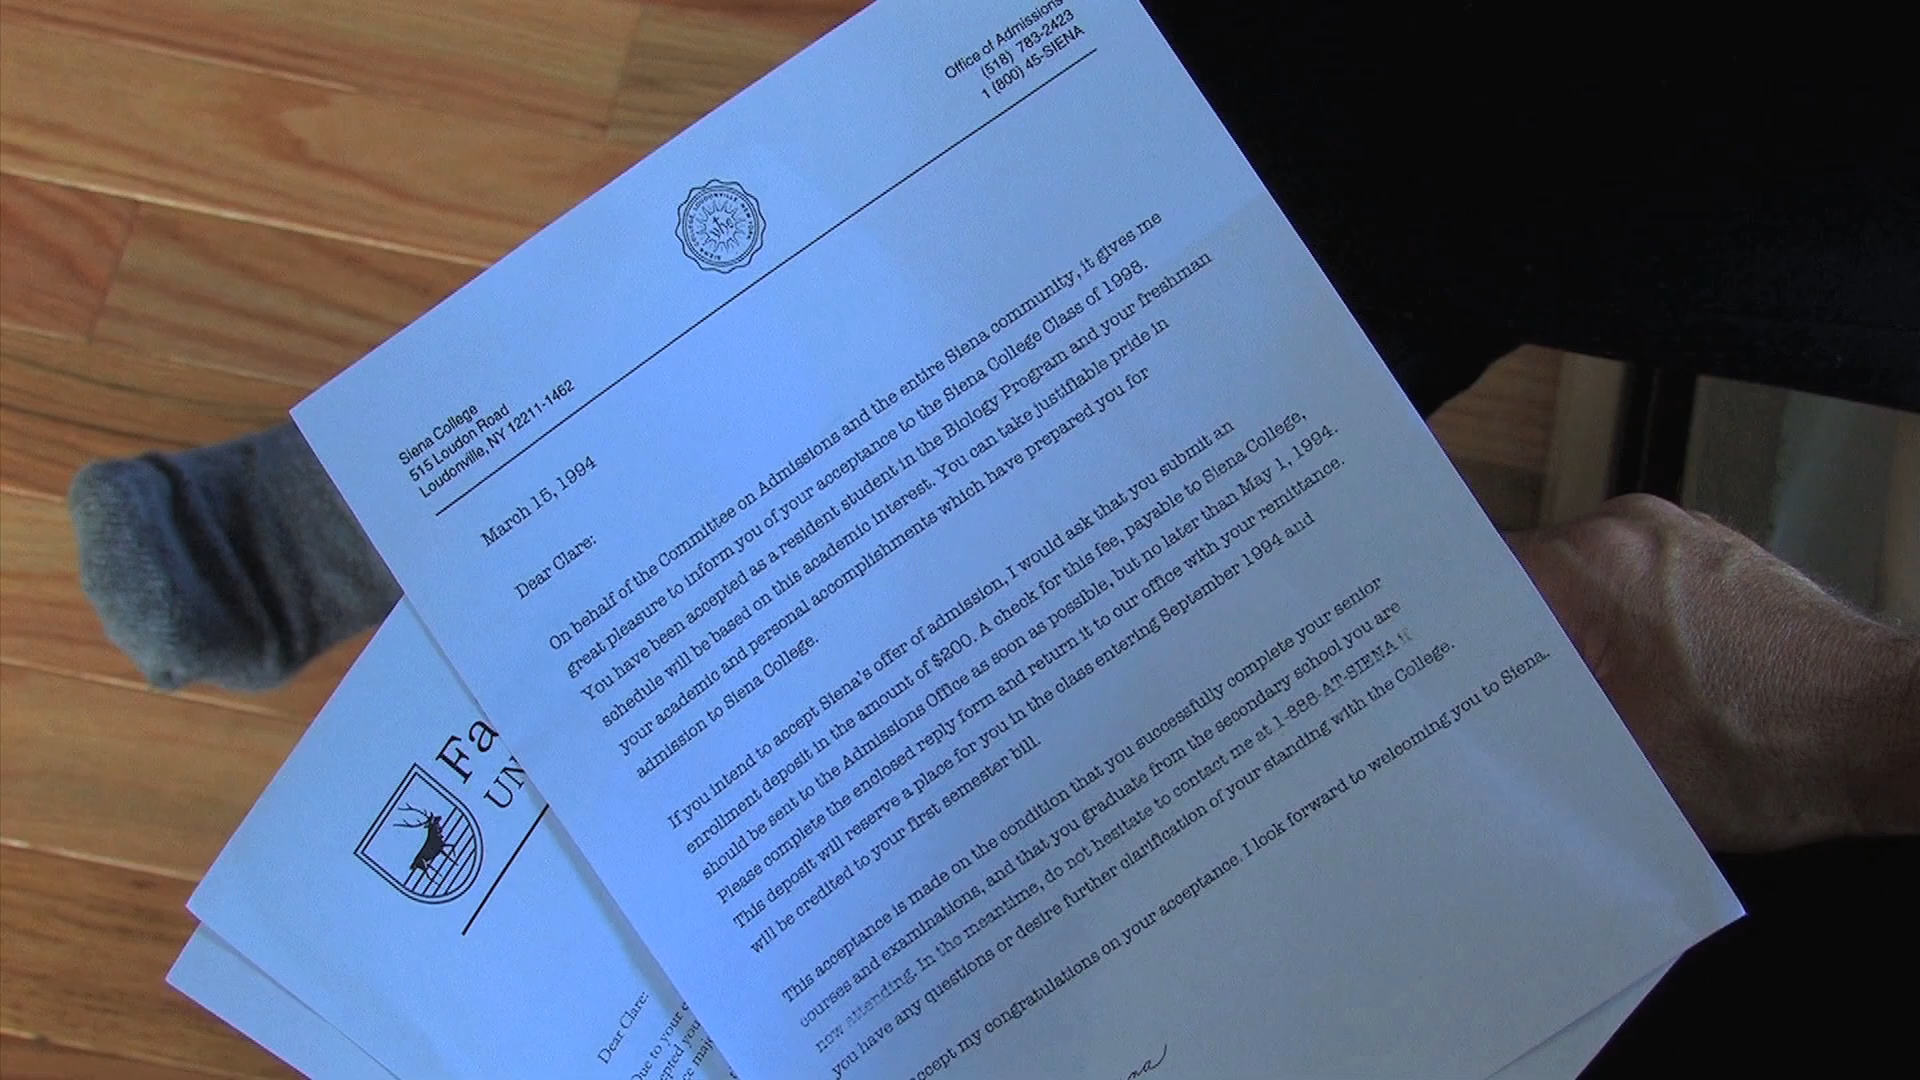 Office of Admissions
(518) 783-2423
1 (800) 45-SIENA
SIENA COLLEGE, LOUDONVILLE, NEW YORK
ihs
Siena College
515 Loudon Road
Loudonville, NY 12211-1462
March 15, 1994
Dear Clare:
On behalf of the Committee on Admissions and the entire Siena community, it gives me
great pleasure to inform you of your acceptance to the Siena College Class of 1998.
You have been accepted as a resident student in the Biology Program and your freshman
schedule will be based on this academic interest. You can take justifiable pride in
your academic and personal accomplishments which have prepared you for
admission to Siena College.
If you intend to accept Siena's offer of admission, I would ask that you submit an
enrollment deposit in the amount of $200. A check for this fee, payable to Siena College,
should be sent to the Admissions Office as soon as possible, but no later than May 1, 1994.
Please complete the enclosed reply form and return it to our office with your remittance.
This deposit will reserve a place for you in the class entering September 1994 and
will be credited to your first semester bill.
This acceptance is made on the condition that you successfully complete your senior
courses and examinations, and that you graduate from the secondary school you are
now attending. In the meantime, do not hesitate to contact me at 1-888-AT-SIENA if
you have any questions or desire further clarification of your standing with the College.
accept my congratulations on your acceptance. I look forward to welcoming you to Siena.
Fa
UN
Dear Clare:
Due to your